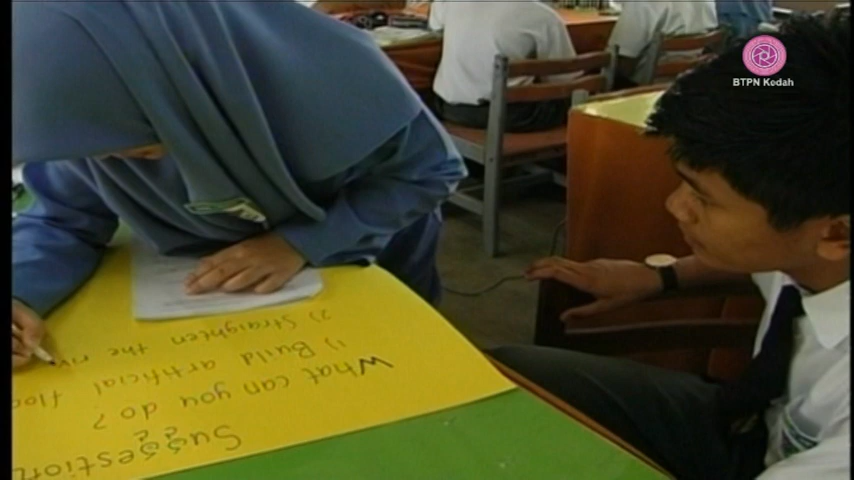 BTPN Kedah
Suggestion
What can you do?
1) Build artificial
2) Straighten the